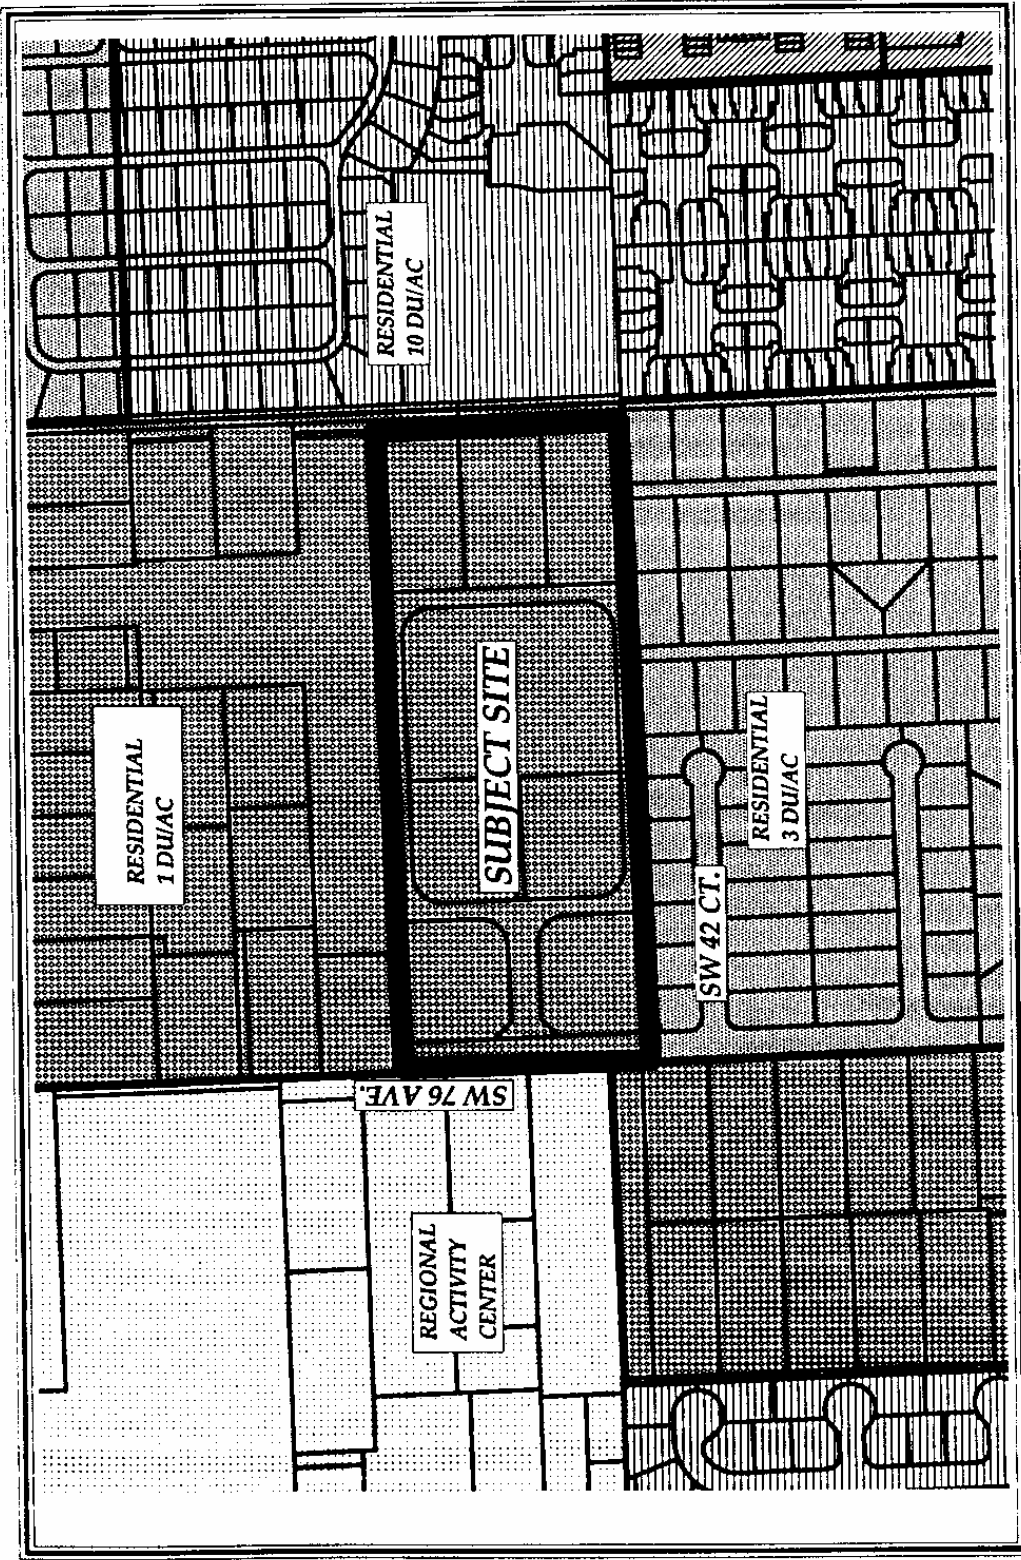 RESIDENTIAL
10 DU/AC
RESIDENTIAL
1 DU/AC
SUBJECT SITE
RESIDENTIAL
3 DU/AC
SW 42 CT.
SW 76 AVE.
REGIONAL
ACTIVITY
CENTER